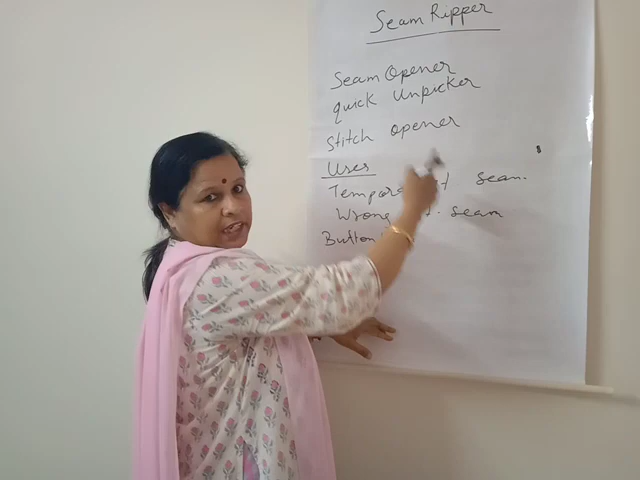 Seam Ripper
Seam Opener
quick Unpicker
Stitch opener
Uses
Seam.
Wrong seam
Button